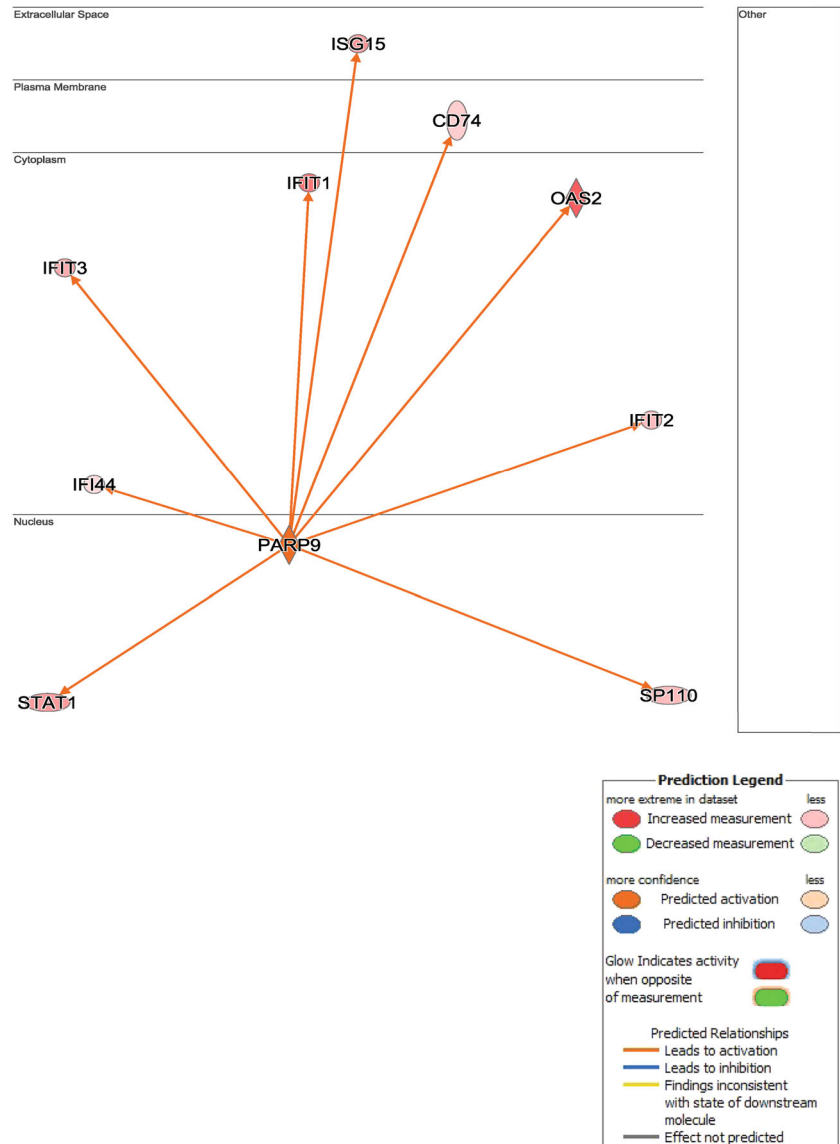 Extracellular Space
Other
ISG15
Plasma Membrane
CD74
Cytoplasm
IFIT1
OAS2
IFIT3
IFIT2
IFI44
Nucleus
PARP9
STAT1
SP110
Prediction Legend
more extreme in dataset less
Increased measurement
Decreased measurement
more confidence less
Predicted activation
Predicted inhibition
Glow Indicates activity
when opposite
of measurement
Predicted Relationships
Leads to activation
Leads to inhibition
Findings inconsistent
with state of downstream
molecule
Effect not predicted